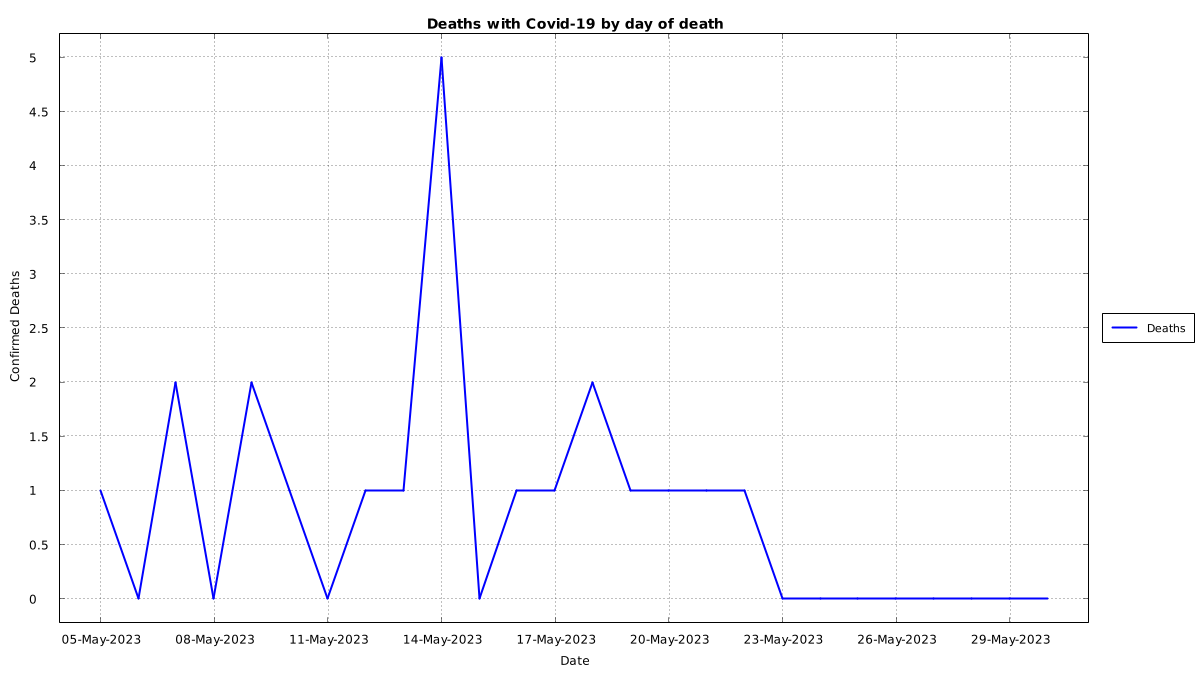 Deaths with Covid-19 by day of death
5
4.5
4
3.5
3
2.5
2
1.5
1
0.5
0
Confirmed Deaths
05-May-2023 08-May-2023 11-May-2023 14-May-2023 17-May-2023 20-May-2023 23-May-2023 26-May-2023 29-May-2023
Date
Deaths